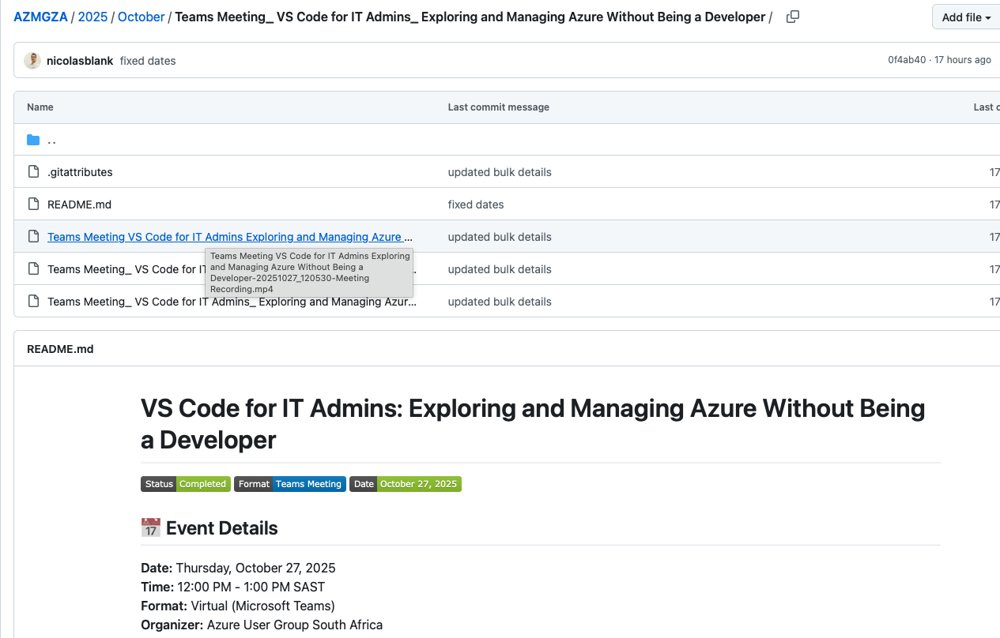 AZMGZA / 2025 / October / Teams Meeting_ VS Code for IT Admins_ Exploring and Managing Azure Without Being a Developer /
Add file
nicolasblank fixed dates
0f4ab40 · 17 hours ago
Name Last commit message Last c
..
.gitattributes updated bulk details 17
README.md fixed dates 17
Teams Meeting VS Code for IT Admins Exploring and Managing Azure ... updated bulk details 17
Teams Meeting VS Code for IT Admins Exploring
and Managing Azure Without Being a
Developer-20251027_120530-Meeting
Recording.mp4
Teams Meeting_ VS Code for IT updated bulk details 17
Teams Meeting_ VS Code for IT Admins_ Exploring and Managing Azur... updated bulk details 17
README.md
VS Code for IT Admins: Exploring and Managing Azure Without Being
a Developer
Status Completed Format Teams Meeting Date October 27, 2025
17 Event Details
Date: Thursday, October 27, 2025
Time: 12:00 PM - 1:00 PM SAST
Format: Virtual (Microsoft Teams)
Organizer: Azure User Group South Africa